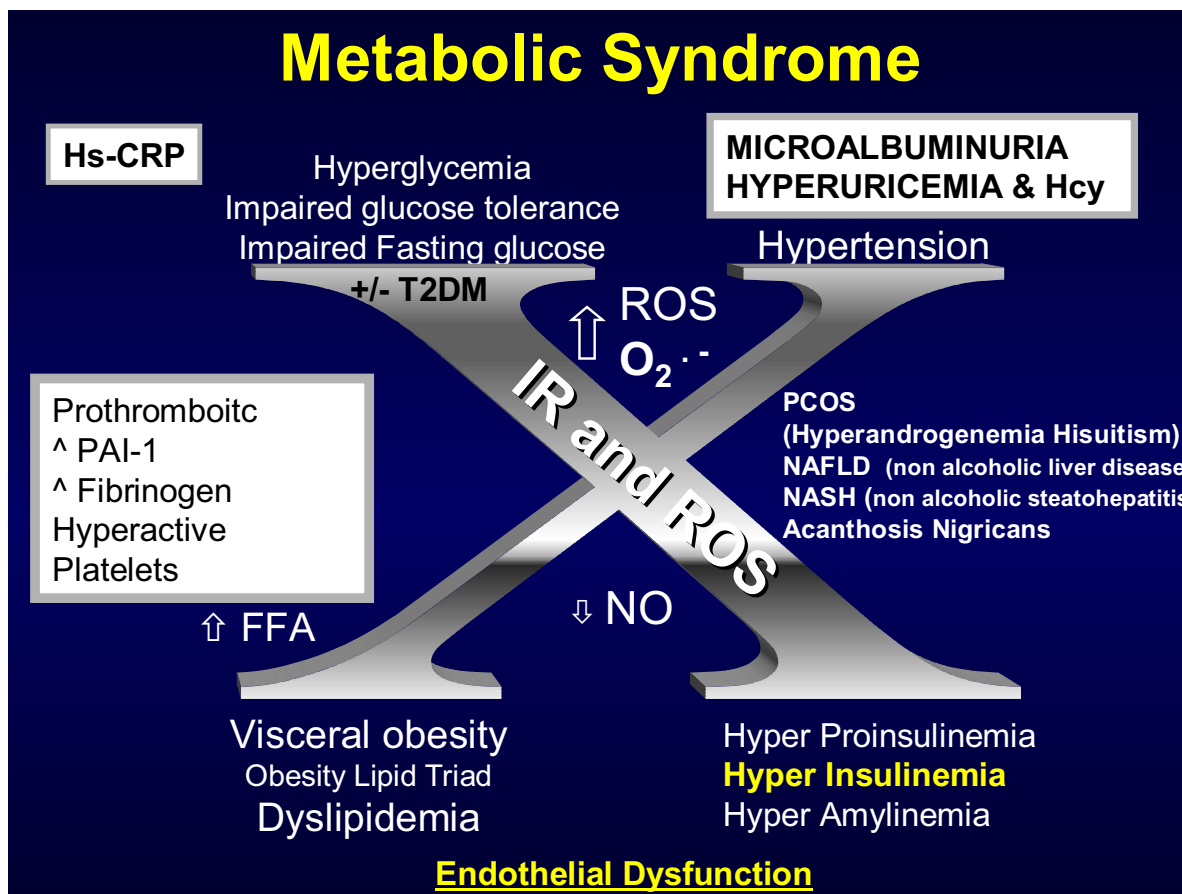 Metabolic Syndrome
Hs-CRP
Hyperglycemia
Impaired glucose tolerance
Impaired Fasting glucose
+/- T2DM
MICROALBUMINURIA
HYPERURICEMIA & Hcy
Hypertension
⇧ ROS
O₂ · -
IR and ROS
Prothromboitc
^ PAI-1
^ Fibrinogen
Hyperactive
Platelets
PCOS
(Hyperandrogenemia Hisuitism)
NAFLD (non alcoholic liver disease
NASH (non alcoholic steatohepatitis
Acanthosis Nigricans
⇧ FFA
⇩ NO
Visceral obesity
Obesity Lipid Triad
Dyslipidemia
Hyper Proinsulinemia
Hyper Insulinemia
Hyper Amylinemia
Endothelial Dysfunction